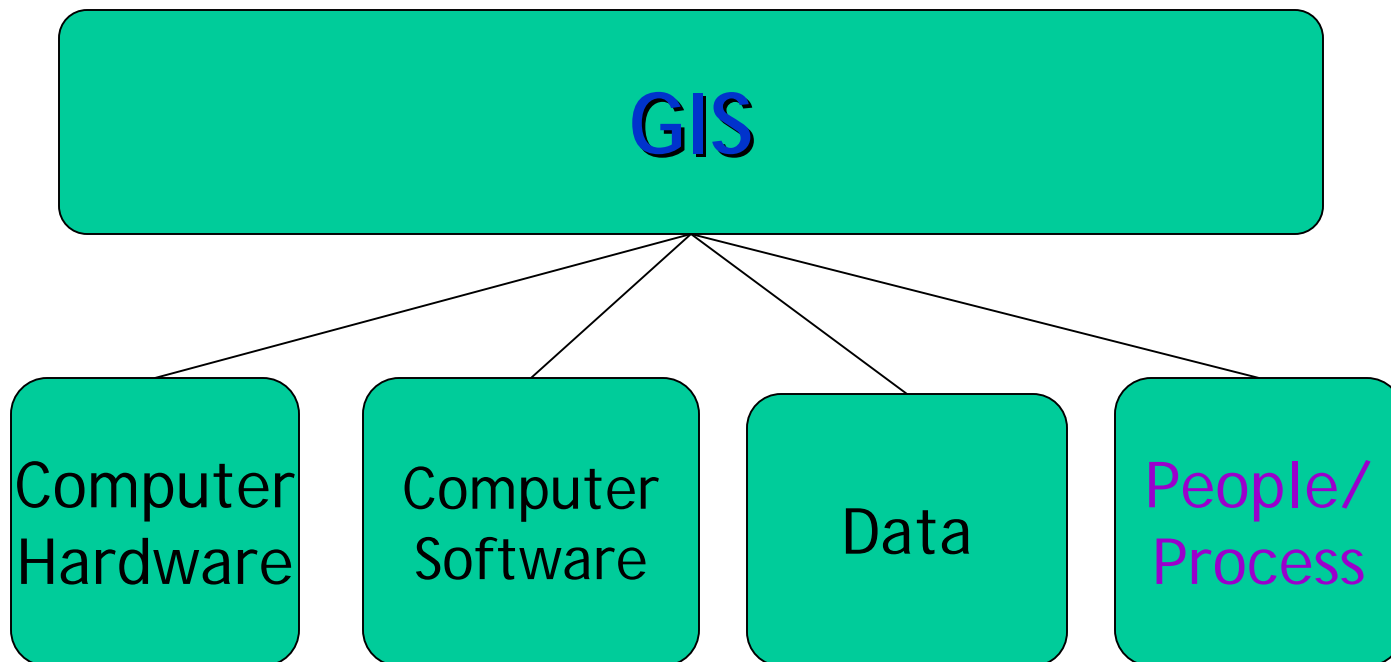 GIS
Computer
Hardware
Computer
Software
Data
People/
Process